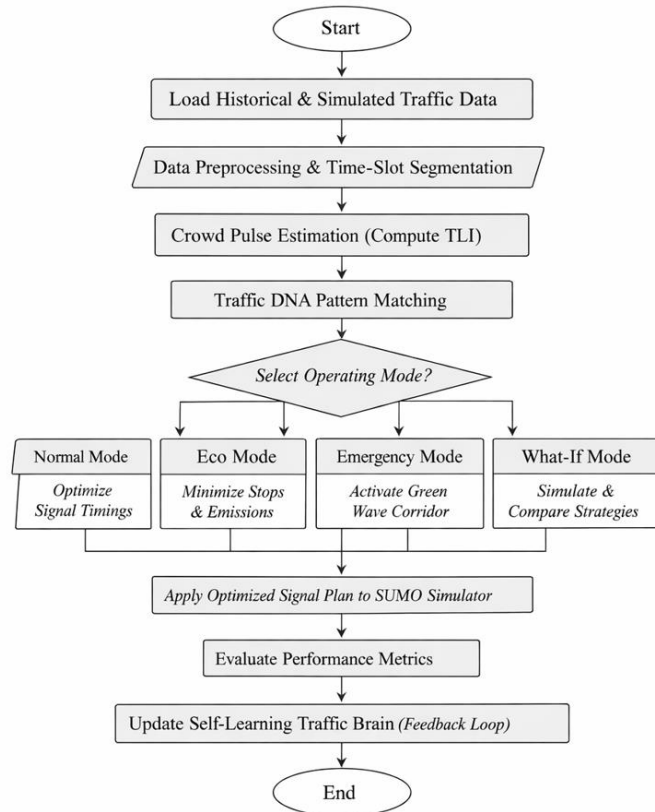 Start
Load Historical & Simulated Traffic Data
Data Preprocessing & Time-Slot Segmentation
Crowd Pulse Estimation (Compute TLI)
Traffic DNA Pattern Matching
Select Operating Mode?
Normal Mode
Optimize
Signal Timings
Eco Mode
Minimize Stops
& Emissions
Emergency Mode
Activate Green
Wave Corridor
What-If Mode
Simulate &
Compare Strategies
Apply Optimized Signal Plan to SUMO Simulator
Evaluate Performance Metrics
Update Self-Learning Traffic Brain (Feedback Loop)
End